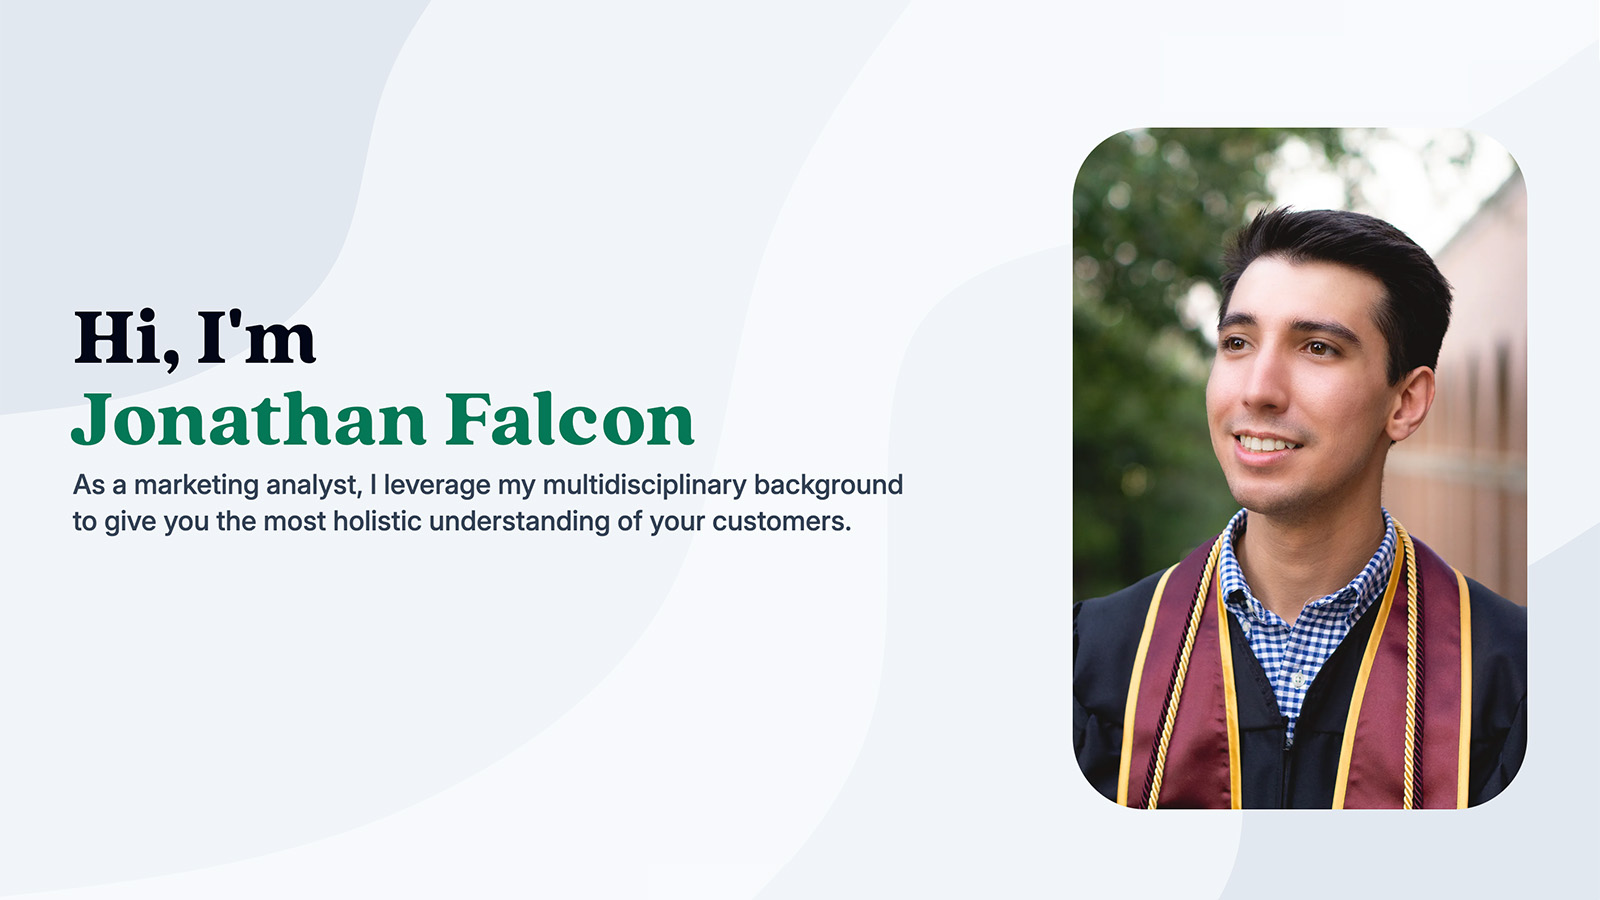 Hi, I'm
Jonathan Falcon
As a marketing analyst, I leverage my multidisciplinary background
to give you the most holistic understanding of your customers.